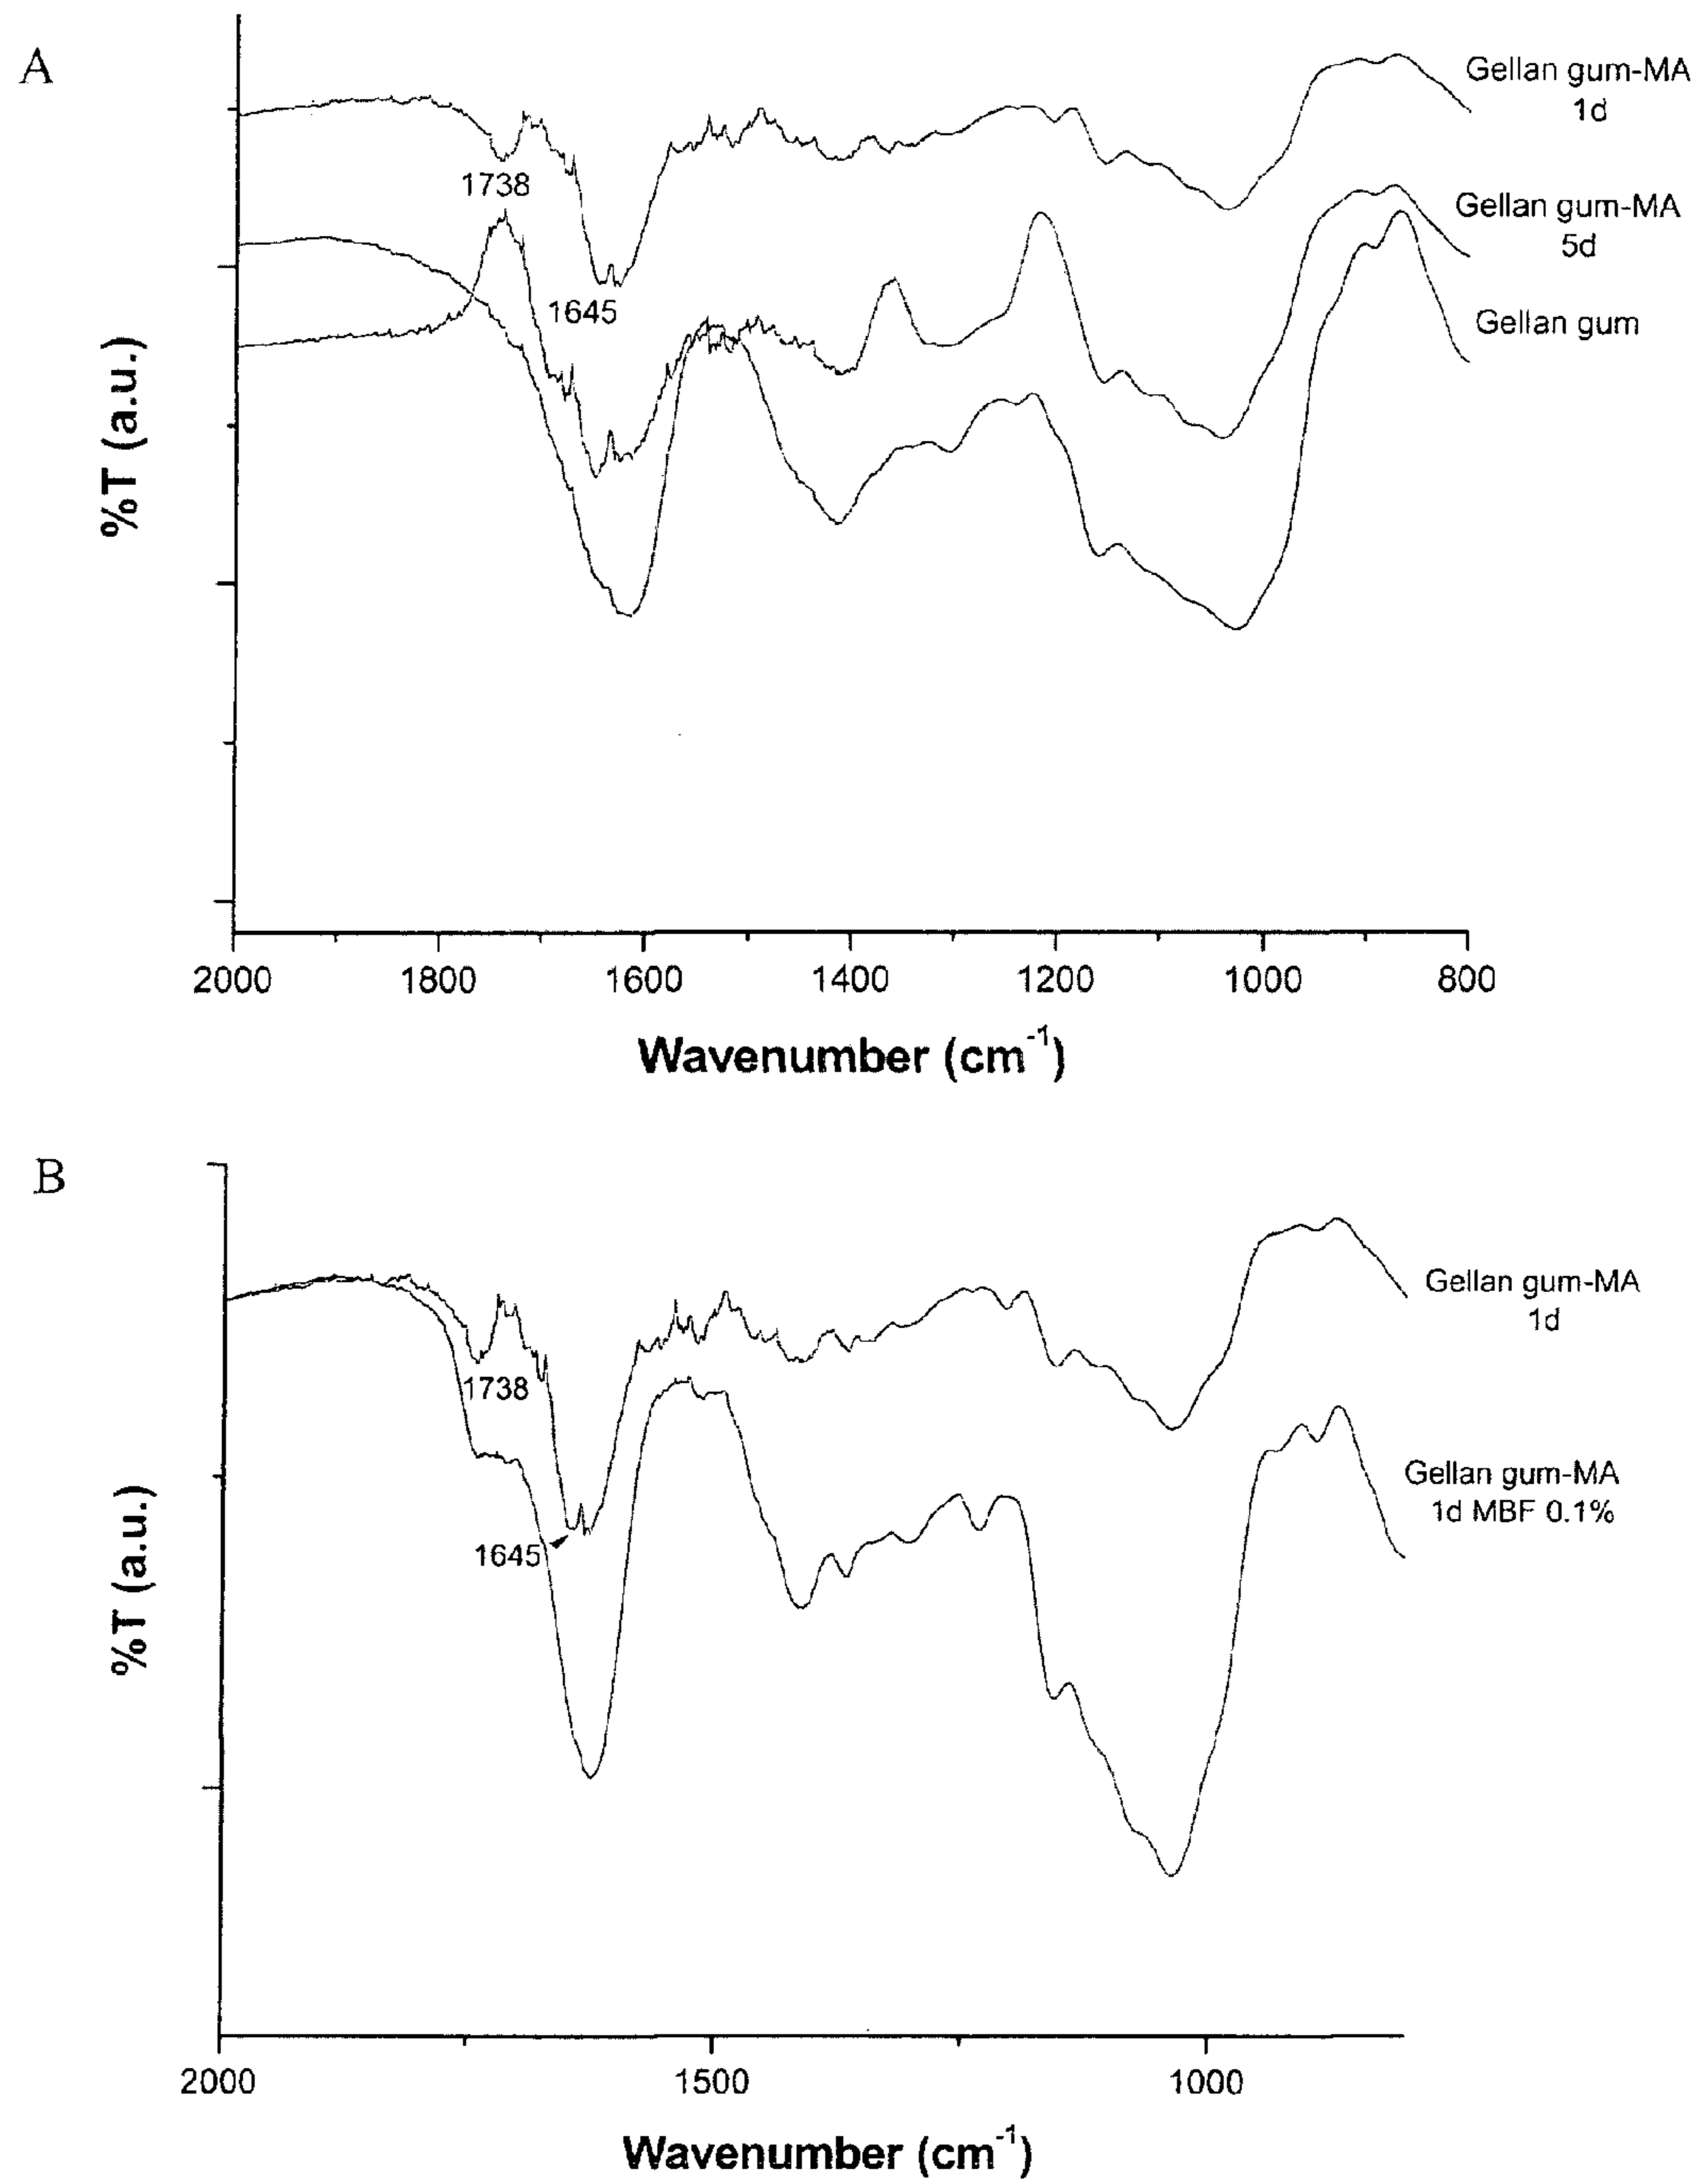 A
Gellan gum-MA
1d
1738
Gellan gum-MA
5d
1645
Gellan gum
%T (a.u.)
2000 1800 1600 1400 1200 1000 800
Wavenumber (cm-1)
B
Gellan gum-MA
1d
1738
Gellan gum-MA
1d MBF 0.1%
1645
%T (a.u.)
2000 1500 1000
Wavenumber (cm-1)